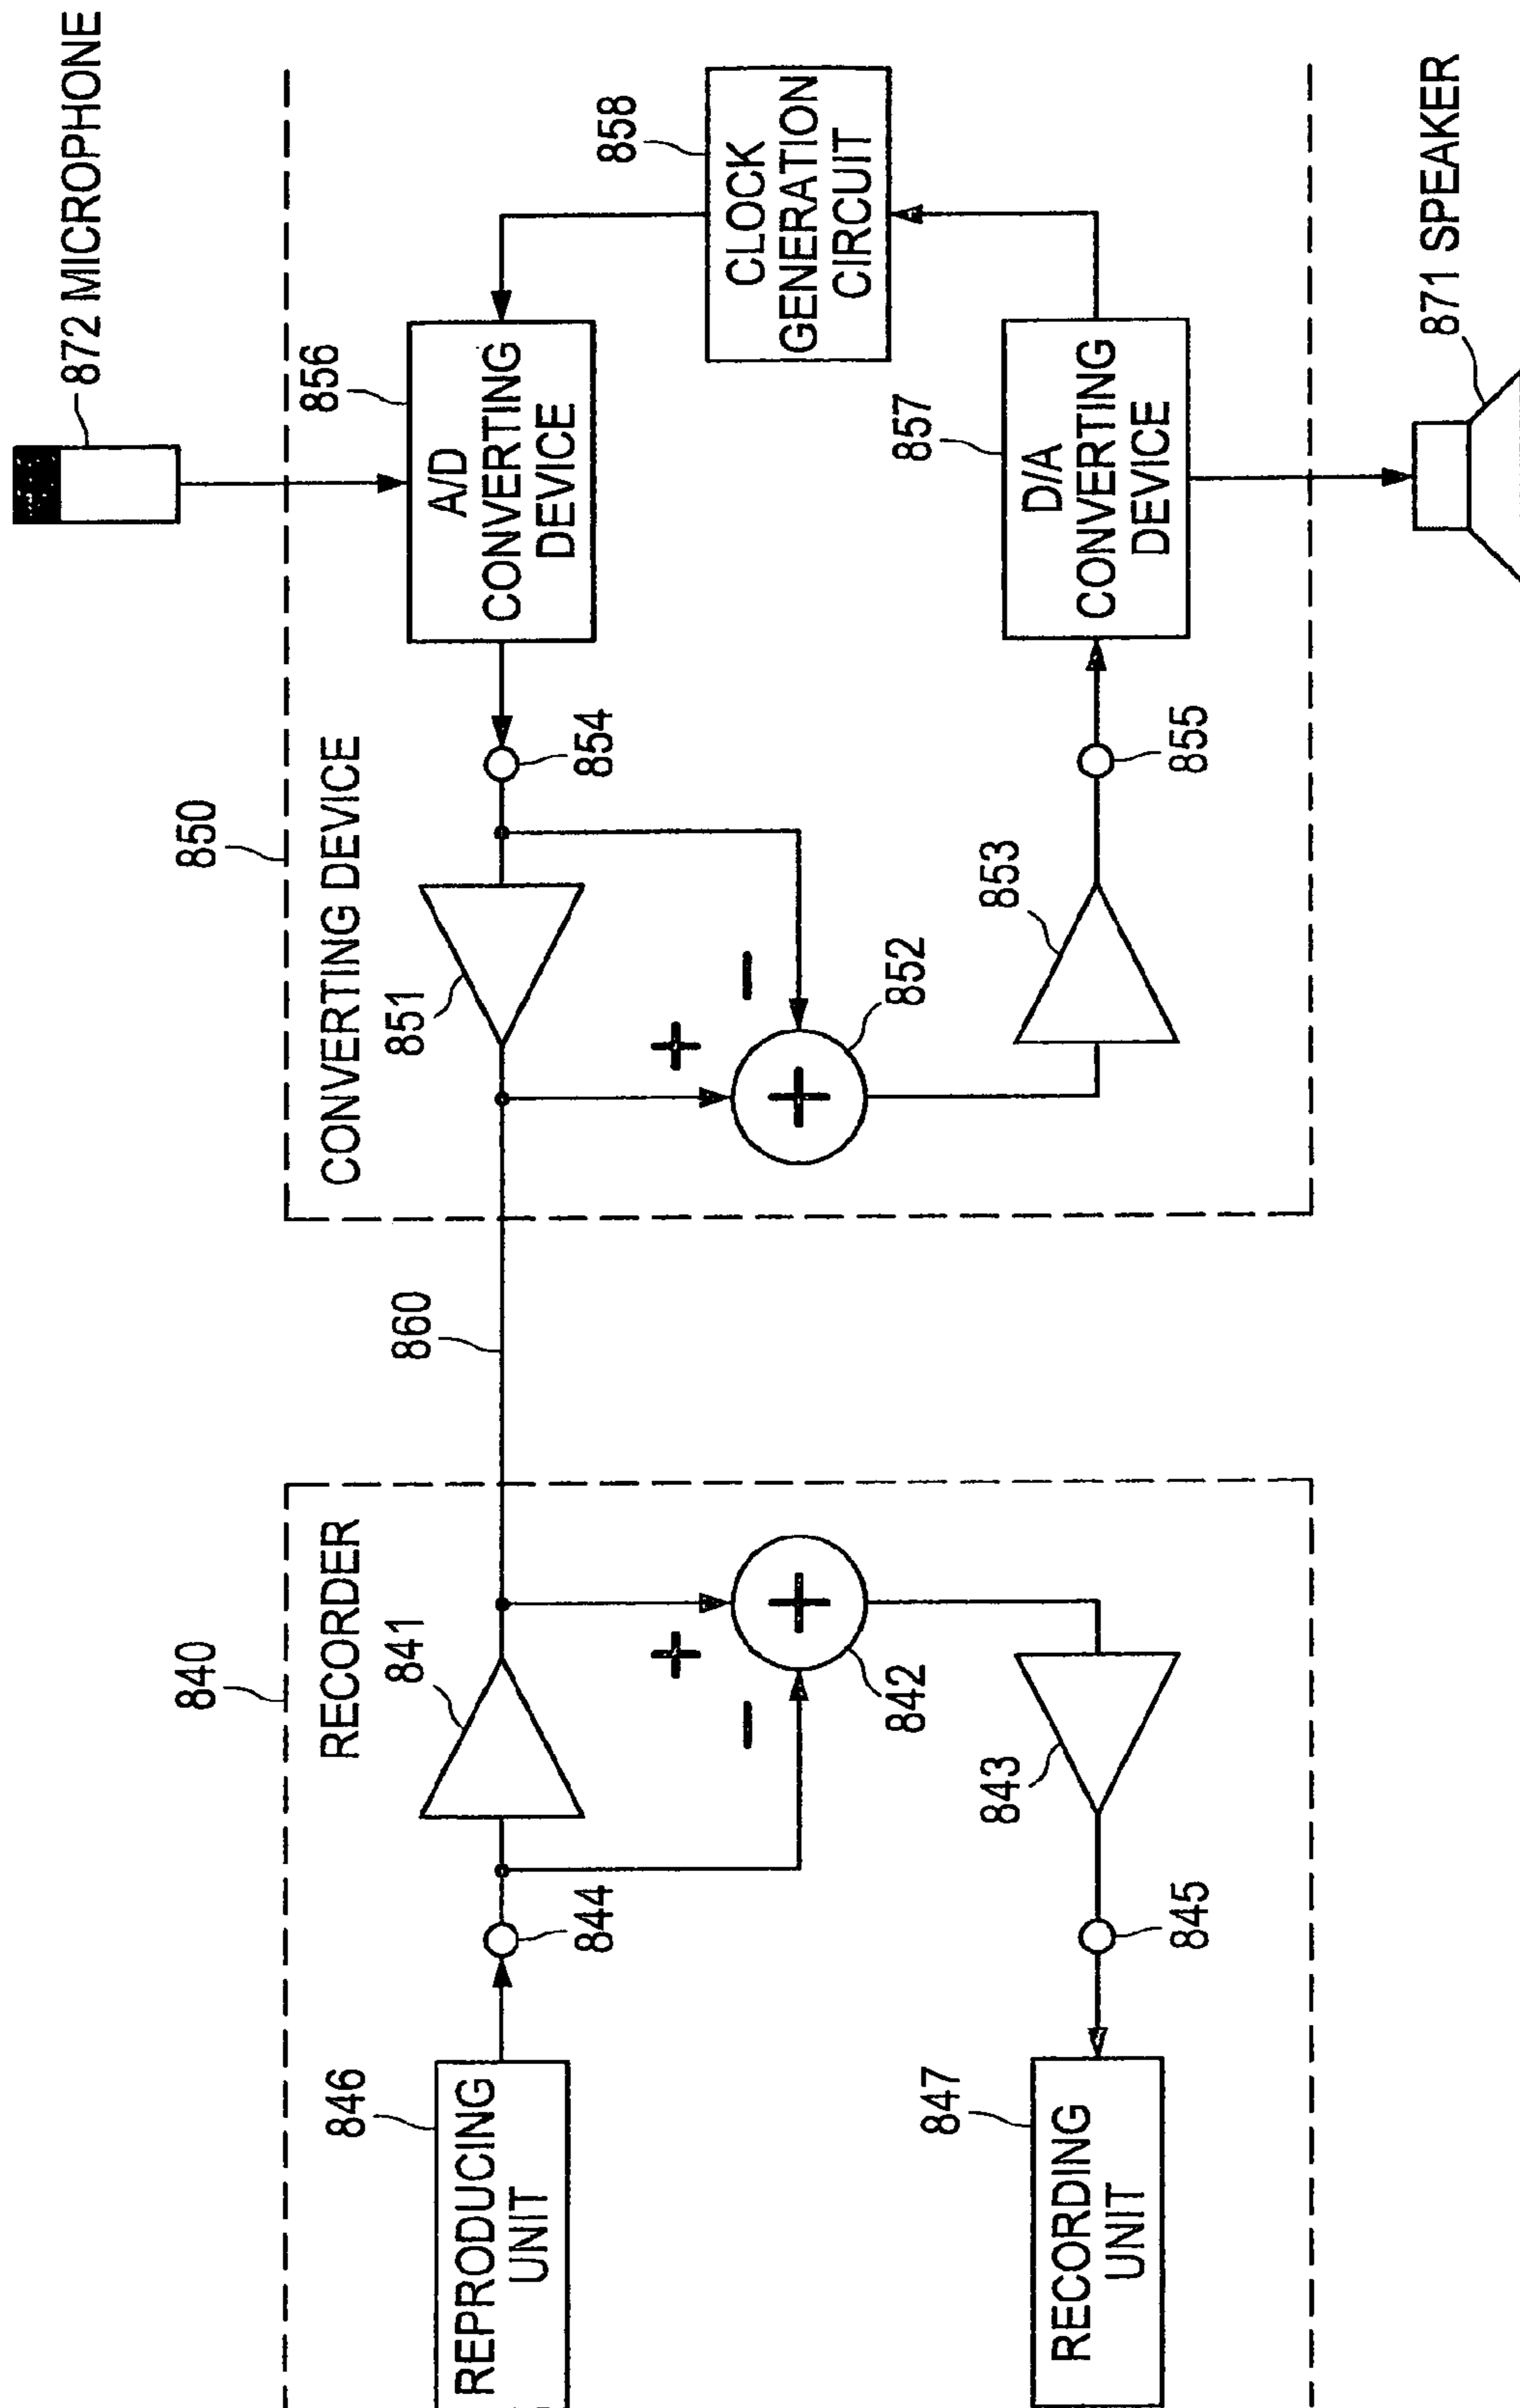 840
RECORDER
846
REPRODUCING
UNIT
844
841
+
−
+
842
843
845
847
RECORDING
UNIT
860
850
CONVERTING DEVICE
851
854
+
−
+
852
853
855
856
A/D
CONVERTING
DEVICE
857
D/A
CONVERTING
DEVICE
858
CLOCK
GENERATION
CIRCUIT
872 MICROPHONE
871 SPEAKER